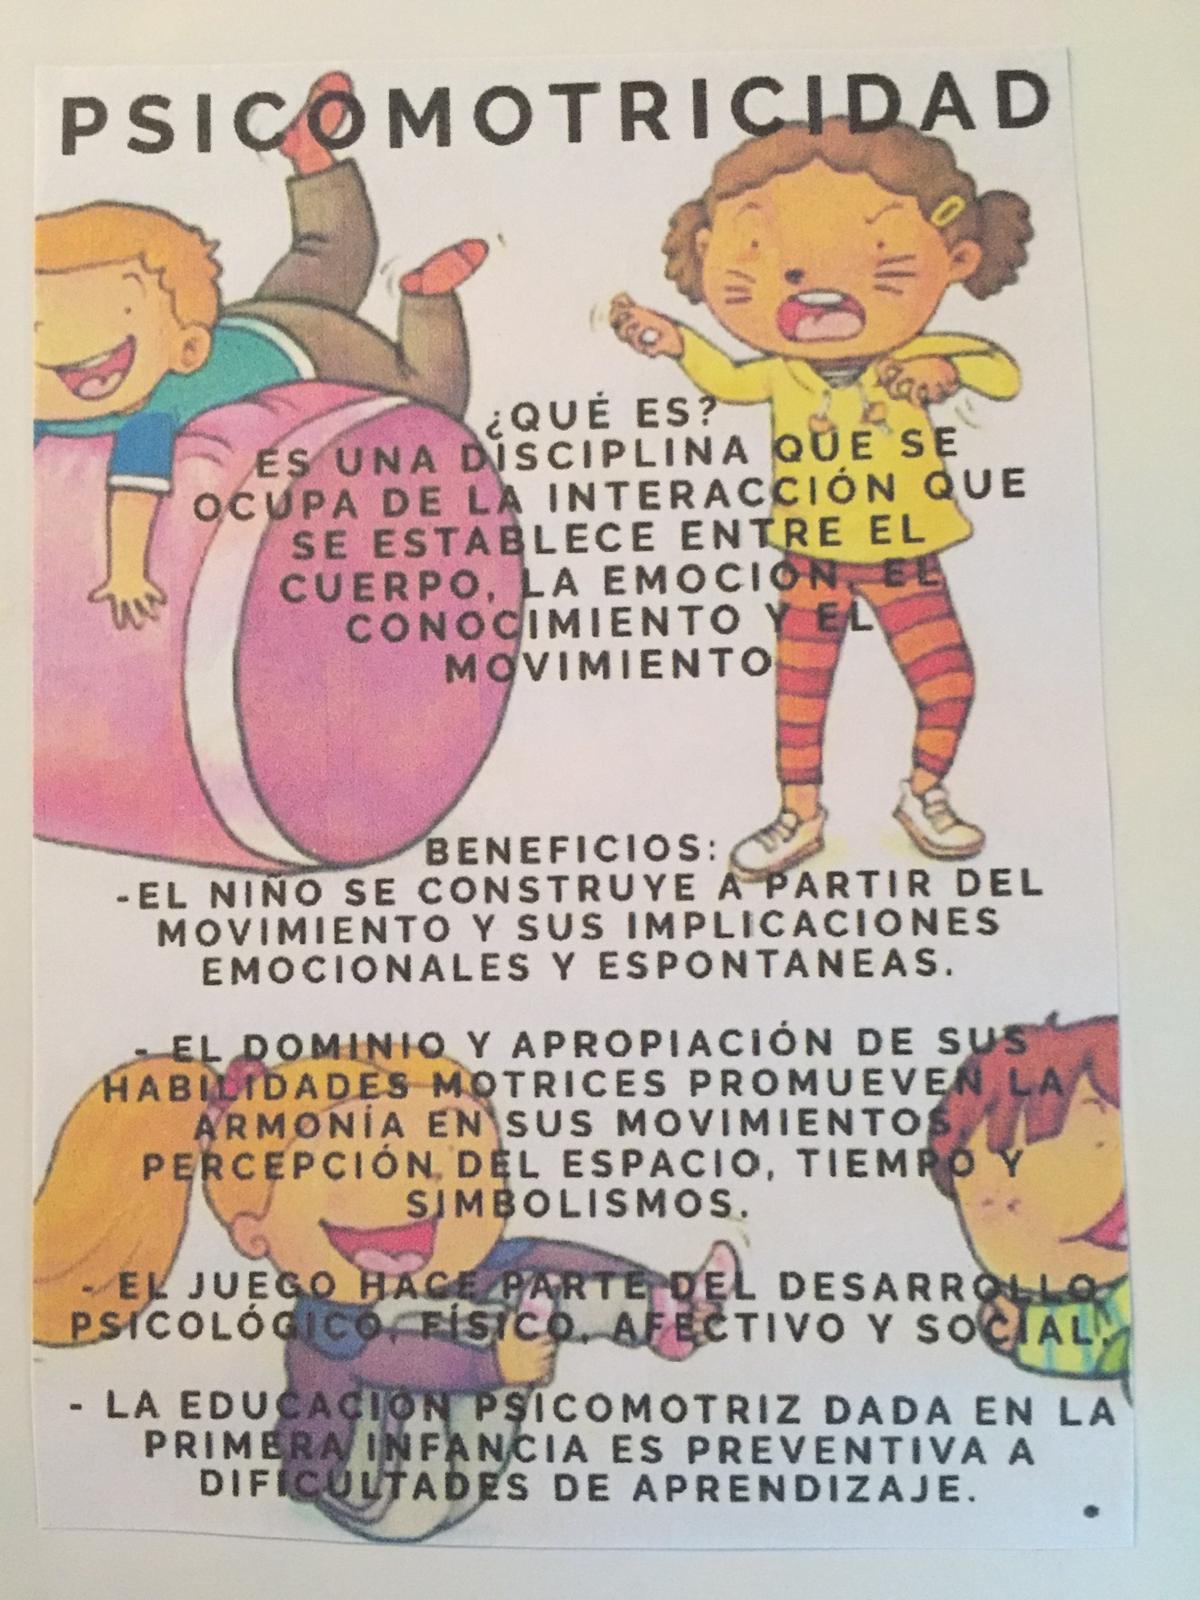 PSICOMOTRICIDAD
¿QUÉ ES?
ES UNA DISCIPLINA QUE SE
OCUPA DE LA INTERACCIÓN QUE
SE ESTABLECE ENTRE EL
CUERPO, LA EMOCIÓN, EL
CONOCIMIENTO Y EL
MOVIMIENTO
BENEFICIOS:
-EL NIÑO SE CONSTRUYE A PARTIR DEL
MOVIMIENTO Y SUS IMPLICACIONES
EMOCIONALES Y ESPONTANEAS.
- EL DOMINIO Y APROPIACIÓN DE SUS
HABILIDADES MOTRICES PROMUEVEN LA
ARMONÍA EN SUS MOVIMIENTOS,
PERCEPCIÓN DEL ESPACIO, TIEMPO Y
SIMBOLISMOS.
- EL JUEGO HACE PARTE DEL DESARROLLO
PSICOLÓGICO, FÍSICO, AFECTIVO Y SOCIAL.
- LA EDUCACIÓN PSICOMOTRIZ DADA EN LA
PRIMERA INFANCIA ES PREVENTIVA A
DIFICULTADES DE APRENDIZAJE.